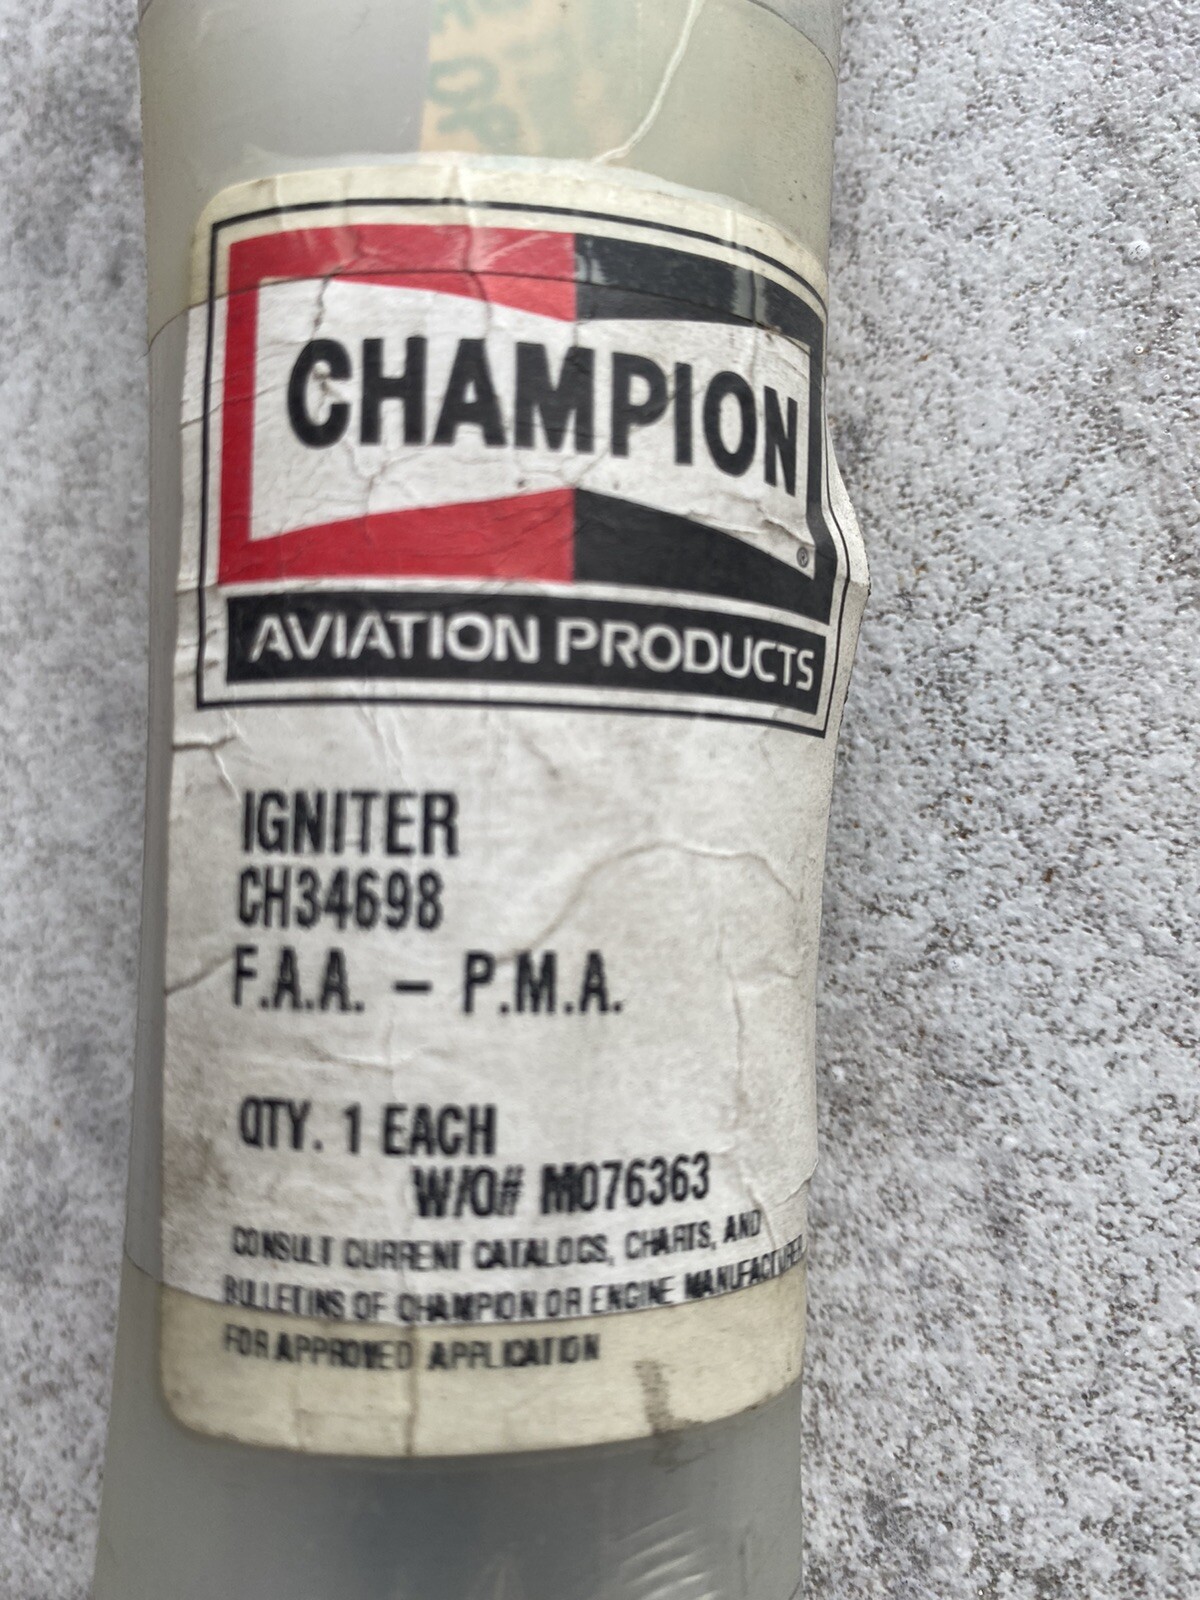 CHAMPION
®
AVIATION PRODUCTS
IGNITER
CH34698
F.A.A. – P.M.A.
QTY. 1 EACH
W/O# M076363
CONSULT CURRENT CATALOGS, CHARTS, AND
BULLETINS OF CHAMPION OR ENGINE MANUFACTURER
FOR APPROVED APPLICATION